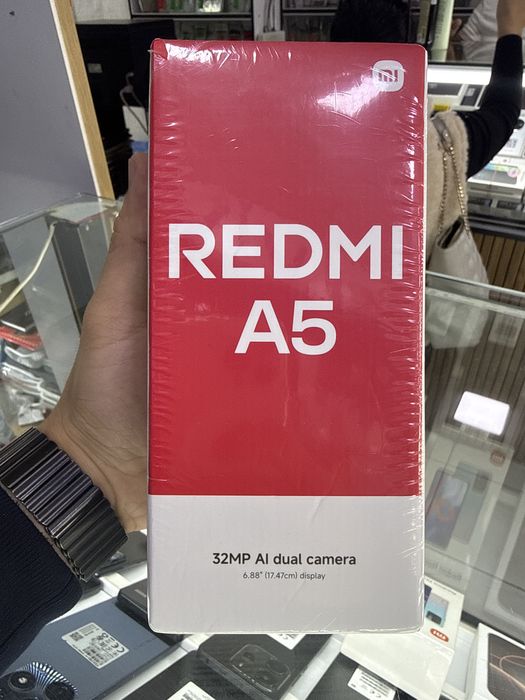 REDMI
A5
32MP AI dual camera
6.88" (17.47cm) display